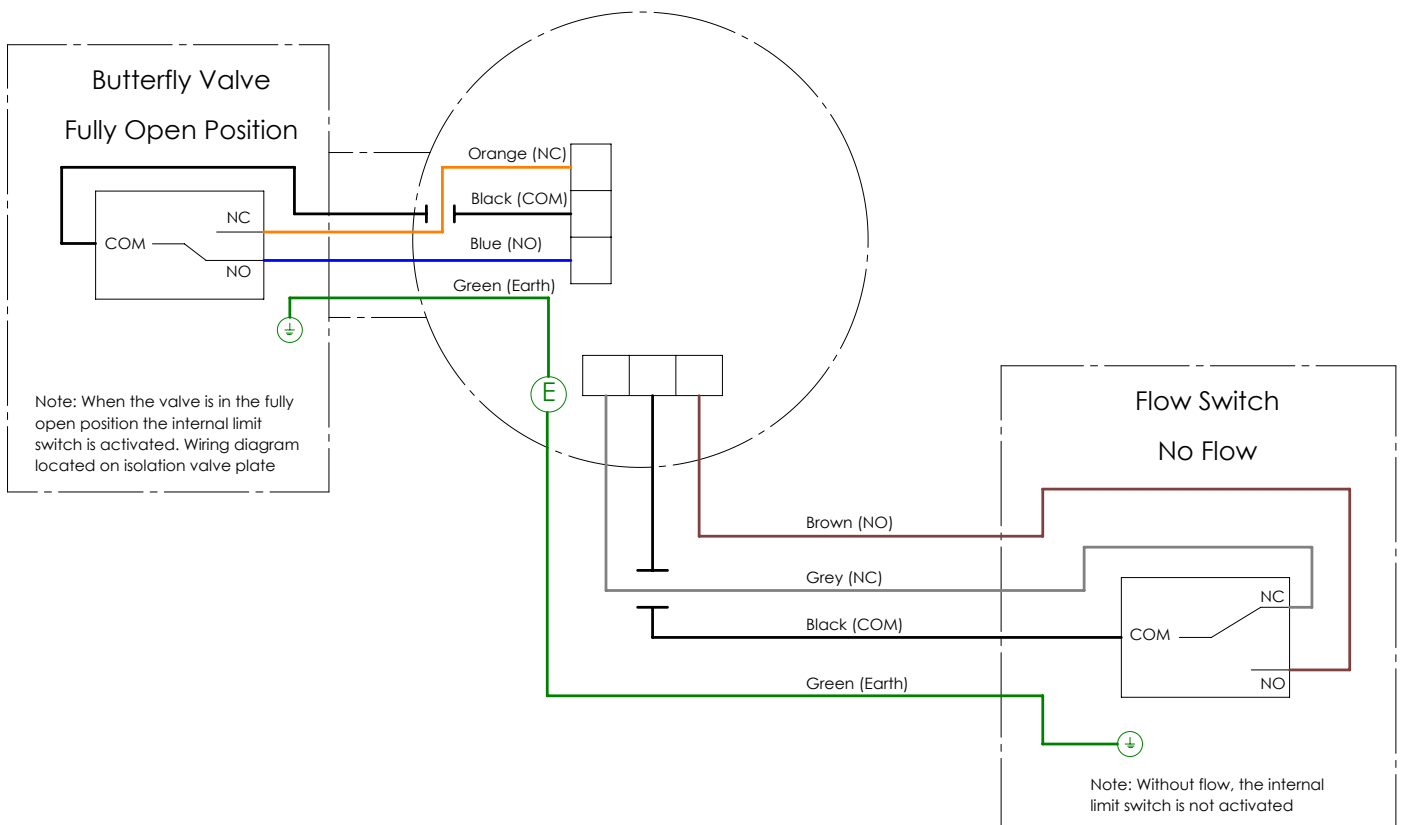 Butterfly Valve
Fully Open Position
COM
NC
NO
Orange (NC)
Black (COM)
Blue (NO)
Green (Earth)
Note: When the valve is in the fully
open position the internal limit
switch is activated. Wiring diagram
located on isolation valve plate
E
Flow Switch
No Flow
Brown (NO)
Grey (NC)
Black (COM)
Green (Earth)
NC
COM
NO
Note: Without flow, the internal
limit switch is not activated